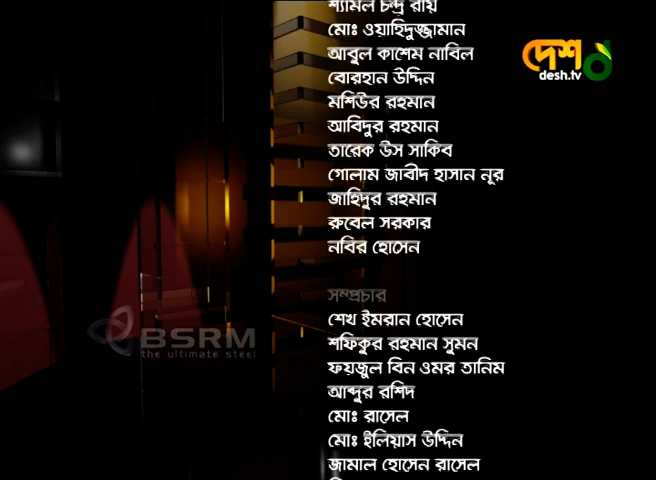 শ্যামল চন্দ্র রায়
মোঃ ওয়াহিদুজ্জামান
আবুল কাশেম নাবিল
বোরহান উদ্দিন
মশিউর রহমান
আবিদুর রহমান
তারেক উস সাকিব
গোলাম জাবীদ হাসান নূর
জাহিদুর রহমান
রুবেল সরকার
নবির হোসেন
সম্প্রচার
শেখ ইমরান হোসেন
শফিকুর রহমান সুমন
ফয়জুল বিন ওমর তানিম
আব্দুর রশিদ
মোঃ রাসেল
মোঃ ইলিয়াস উদ্দিন
জামাল হোসেন রাসেল
দেশ
desh.tv
BSRM
the ultimate steel